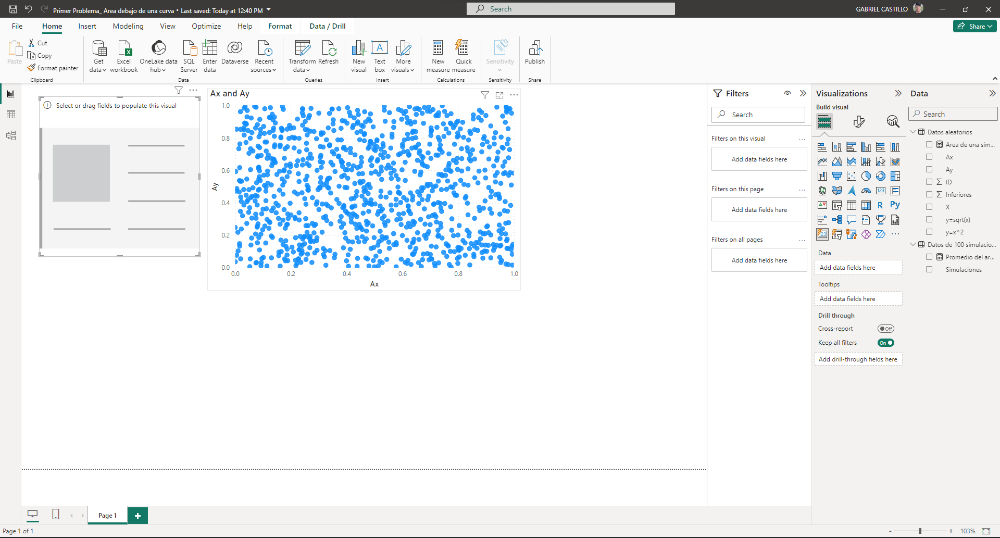 Primer Problema_ Area debajo de una curva • Last saved: Today at 12:40 PM
Search
GABRIEL CASTILLO
File Home Insert Modeling View Optimize Help Format Data / Drill
Share
Paste
Cut
Copy
Format painter
Clipboard
Get data
Excel workbook
OneLake data hub
SQL Server
Enter data
Dataverse
Recent sources
Data
Transform data
Refresh
Queries
New visual
Text box
More visuals
Insert
New measure
Quick measure
Calculations
Sensitivity
Sensitivity
Publish
Share
Select or drag fields to populate this visual
Ax and Ay
1.0
0.8
0.6
0.4
0.2
0.0
Ay
0.0 0.2 0.4 0.6 0.8 1.0
Ax
Filters
Search
Filters on this visual
...
Add data fields here
Filters on this page
...
Add data fields here
Filters on all pages
...
Add data fields here
Visualizations
Build visual
123
R
Py
123
...
Data
Add data fields here
Tooltips
Add data fields here
Drill through
Cross-report
Off
Keep all filters
On
Add drill-through fields here
Data
Search
Datos aleatorios
Area de una sim...
Ax
Ay
∑ ID
∑ Inferiores
X
y=sqrt(x)
y=x^2
Datos de 100 simulacio...
Promedio del ar...
Simulaciones
Page 1
+
Page 1 of 1
- + 103%